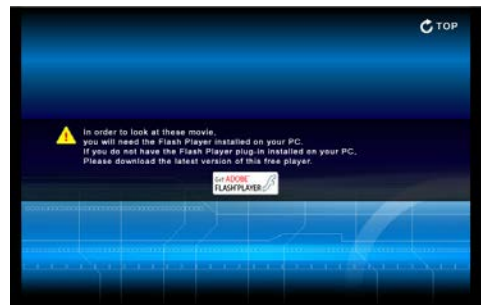 TOP
In order to look at these movie,
you will need the Flash Player installed on your PC.
If you do not have the Flash Player plug-in installed on your PC,
Please download the latest version of this free player.
Get ADOBE
FLASH PLAYER